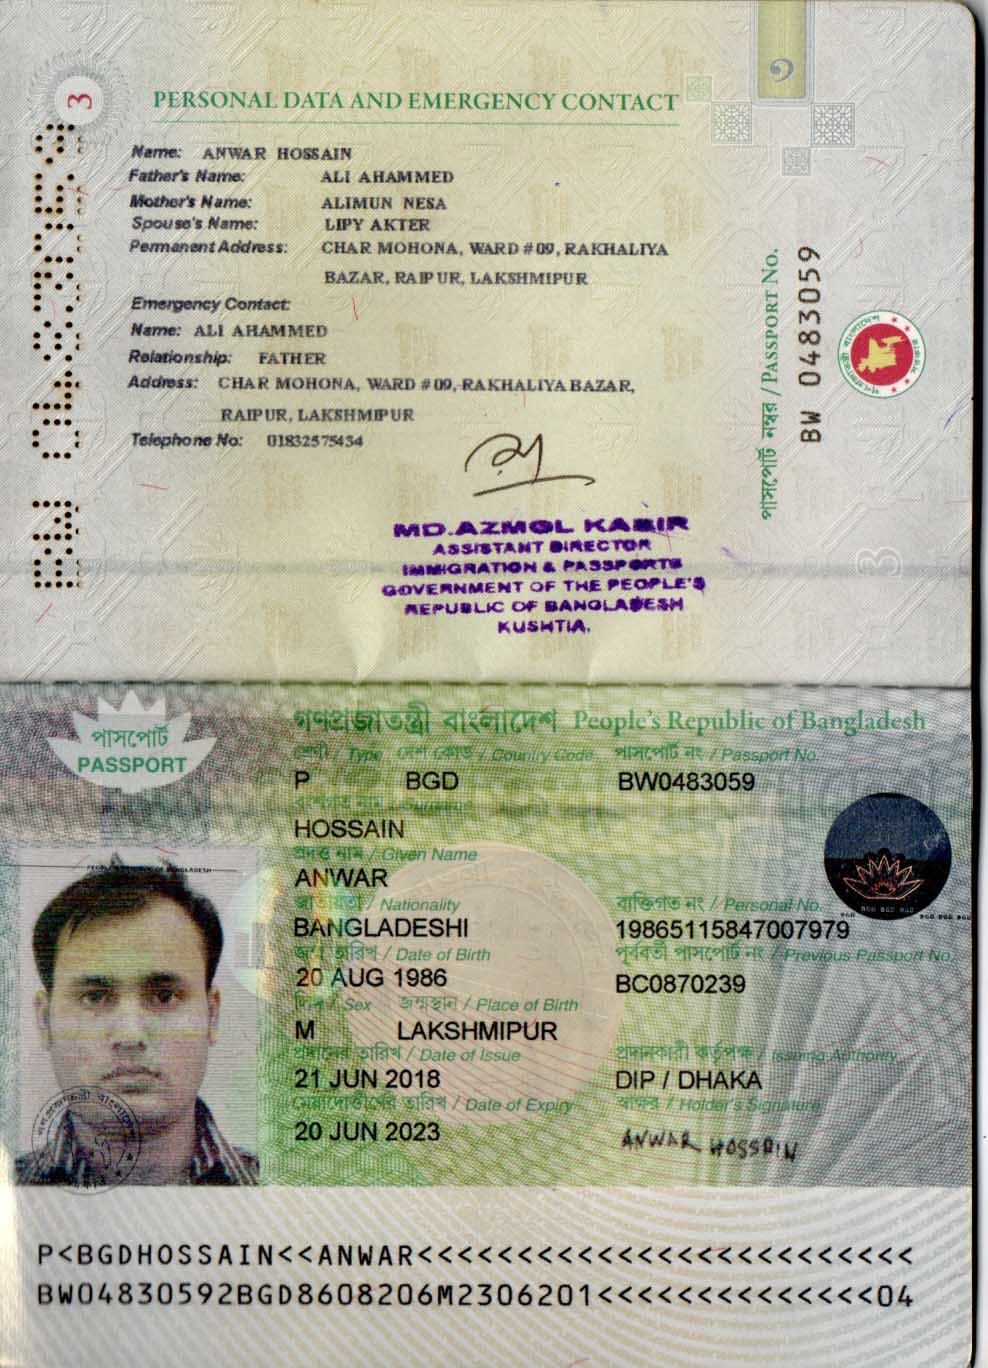 3
BW 0483059
PERSONAL DATA AND EMERGENCY CONTACT
Name: ANWAR HOSSAIN
Father's Name: ALI AHAMMED
Mother's Name: ALIMUN NESA
Spouse's Name: LIPY AKTER
Permanent Address: CHAR MOHONA, WARD # 09, RAKHALIYA
BAZAR, RAIPUR, LAKSHMIPUR
Emergency Contact:
Name: ALI AHAMMED
Relationship: FATHER
Address: CHAR MOHONA, WARD # 09, RAKHALIYA BAZAR,
RAIPUR, LAKSHMIPUR
Telephone No: 01832575434
MD.AZMOL KABIR
ASSISTANT DIRECTOR
IMMIGRATION & PASSPORTS
GOVERNMENT OF THE PEOPLE'S
REPUBLIC OF BANGLADESH
KUSHTIA.
পাসপোর্ট নম্বর / PASSPORT No.
BW 0483059
৩
পাসপোর্ট
PASSPORT
গণপ্রজাতন্ত্রী বাংলাদেশ People's Republic of Bangladesh
শ্রেণী / Type দেশ কোড / Country Code পাসপোর্ট নং / Passport No.
P BGD BW0483059
বংশগত নাম
HOSSAIN
প্রদত্ত নাম / Given Name
ANWAR
জাতীয়তা / Nationality ব্যক্তিগত নং / Personal No.
BANGLADESHI 19865115847007979
জন্ম তারিখ / Date of Birth পূর্ববর্তী পাসপোর্ট নং / Previous Passport No.
20 AUG 1986 BC0870239
লিঙ্গ / Sex জন্মস্থান / Place of Birth
M LAKSHMIPUR
প্রদানের তারিখ / Date of Issue প্রদানকারী কর্তৃপক্ষ / Issuing Authority
21 JUN 2018 DIP / DHAKA
মেয়াদোত্তীর্ণের তারিখ / Date of Expiry স্বাক্ষর / Holder's Signature
20 JUN 2023 ANWAR HOSSAIN
BGD BGD BGD
P<BGDHOSSAIN<<ANWAR<<<<<<<<<<<<<<<<<<<<<<<<<
BW04830592BGD8608206M2306201<<<<<<<<<<<<<<04